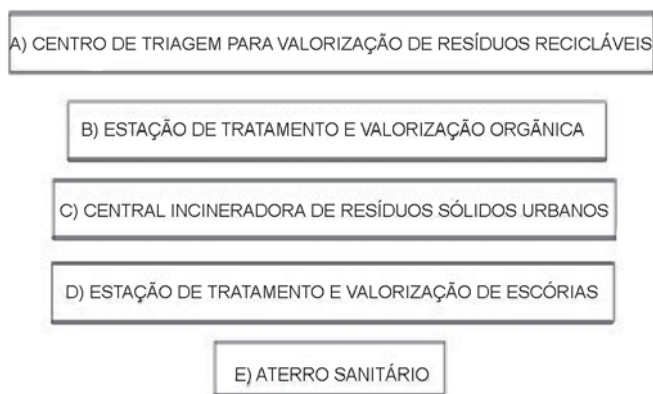 A) CENTRO DE TRIAGEM PARA VALORIZAÇÃO DE RESÍDUOS RECICLÁVEIS
B) ESTAÇÃO DE TRATAMENTO E VALORIZAÇÃO ORGÃNICA
C) CENTRAL INCINERADORA DE RESÍDUOS SÓLIDOS URBANOS
D) ESTAÇÃO DE TRATAMENTO E VALORIZAÇÃO DE ESCÓRIAS
E) ATERRO SANITÁRIO